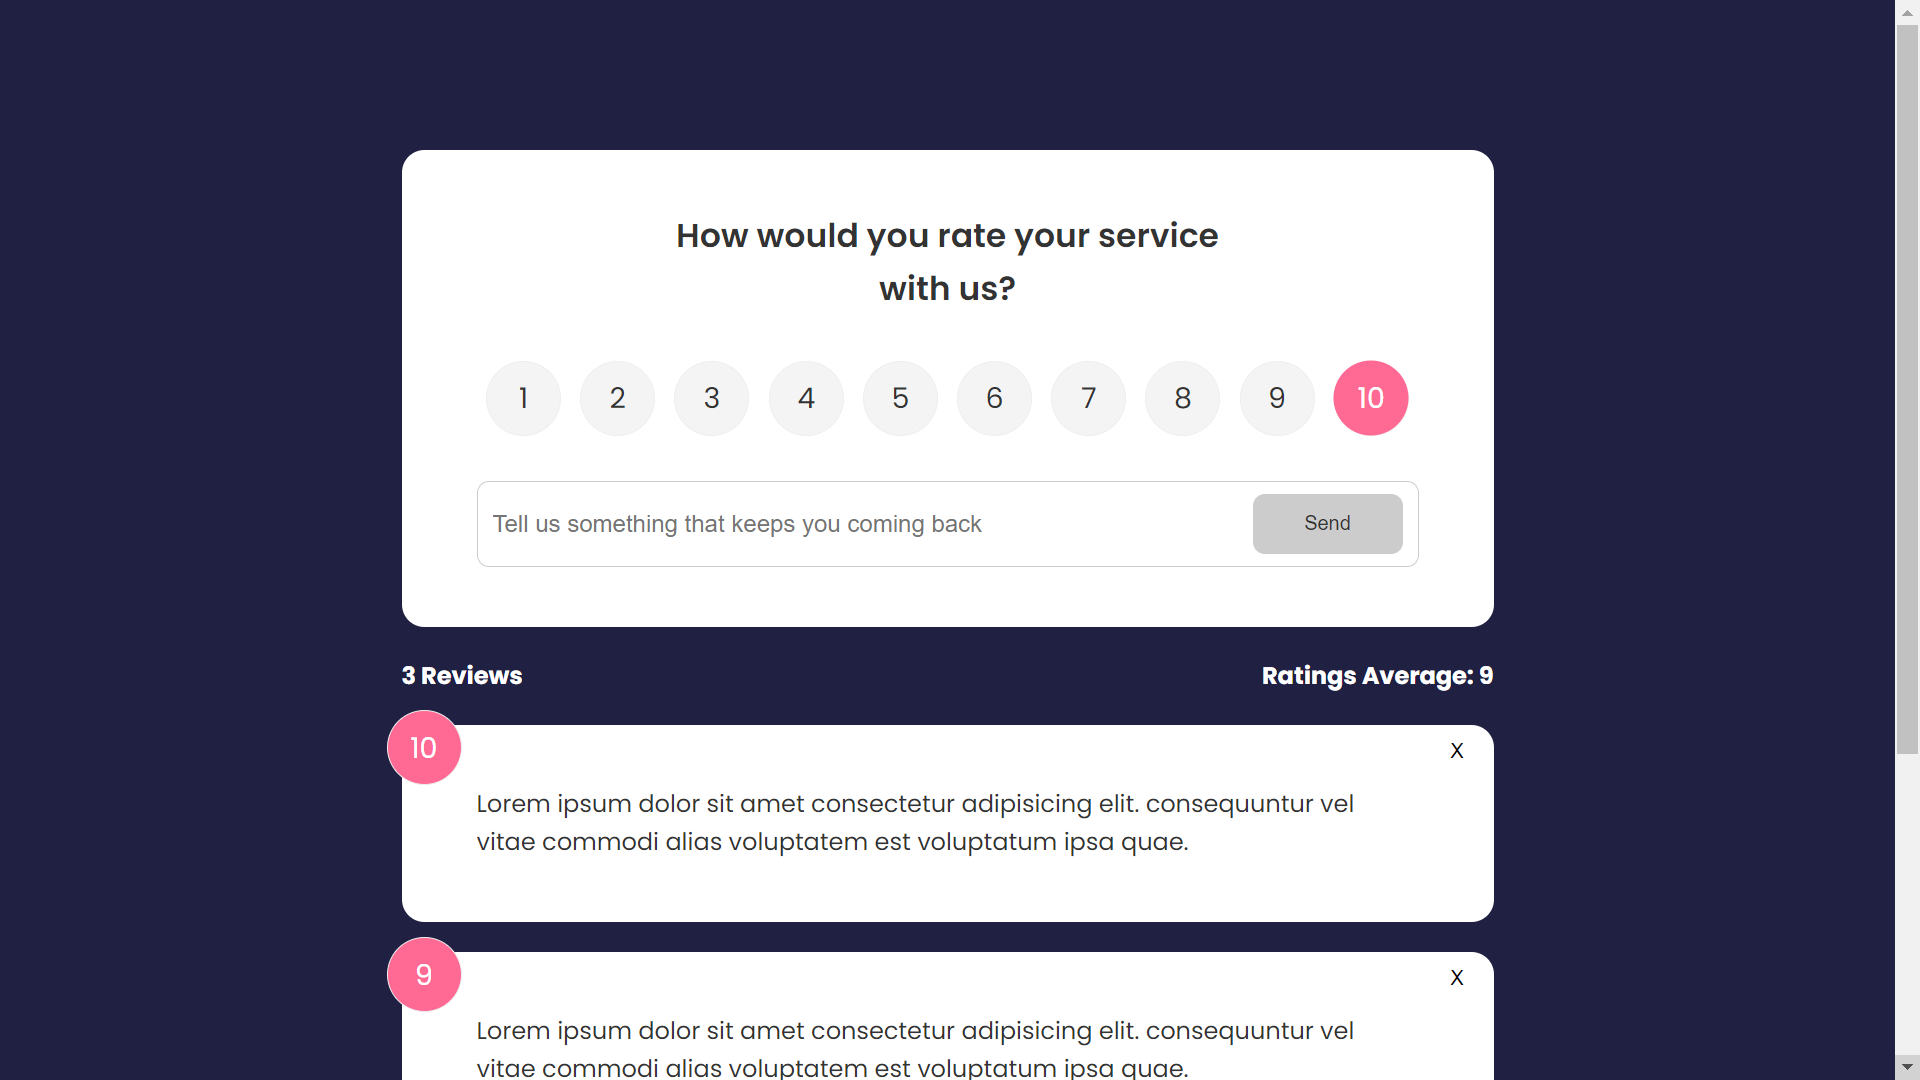 How would you rate your service
with us?
1 2 3 4 5 6 7 8 9 10
Tell us something that keeps you coming back
Send
3 Reviews
Ratings Average: 9
10
X
Lorem ipsum dolor sit amet consectetur adipisicing elit. consequuntur vel
vitae commodi alias voluptatem est voluptatum ipsa quae.
9
X
Lorem ipsum dolor sit amet consectetur adipisicing elit. consequuntur vel
vitae commodi alias voluptatem est voluptatum ipsa quae.